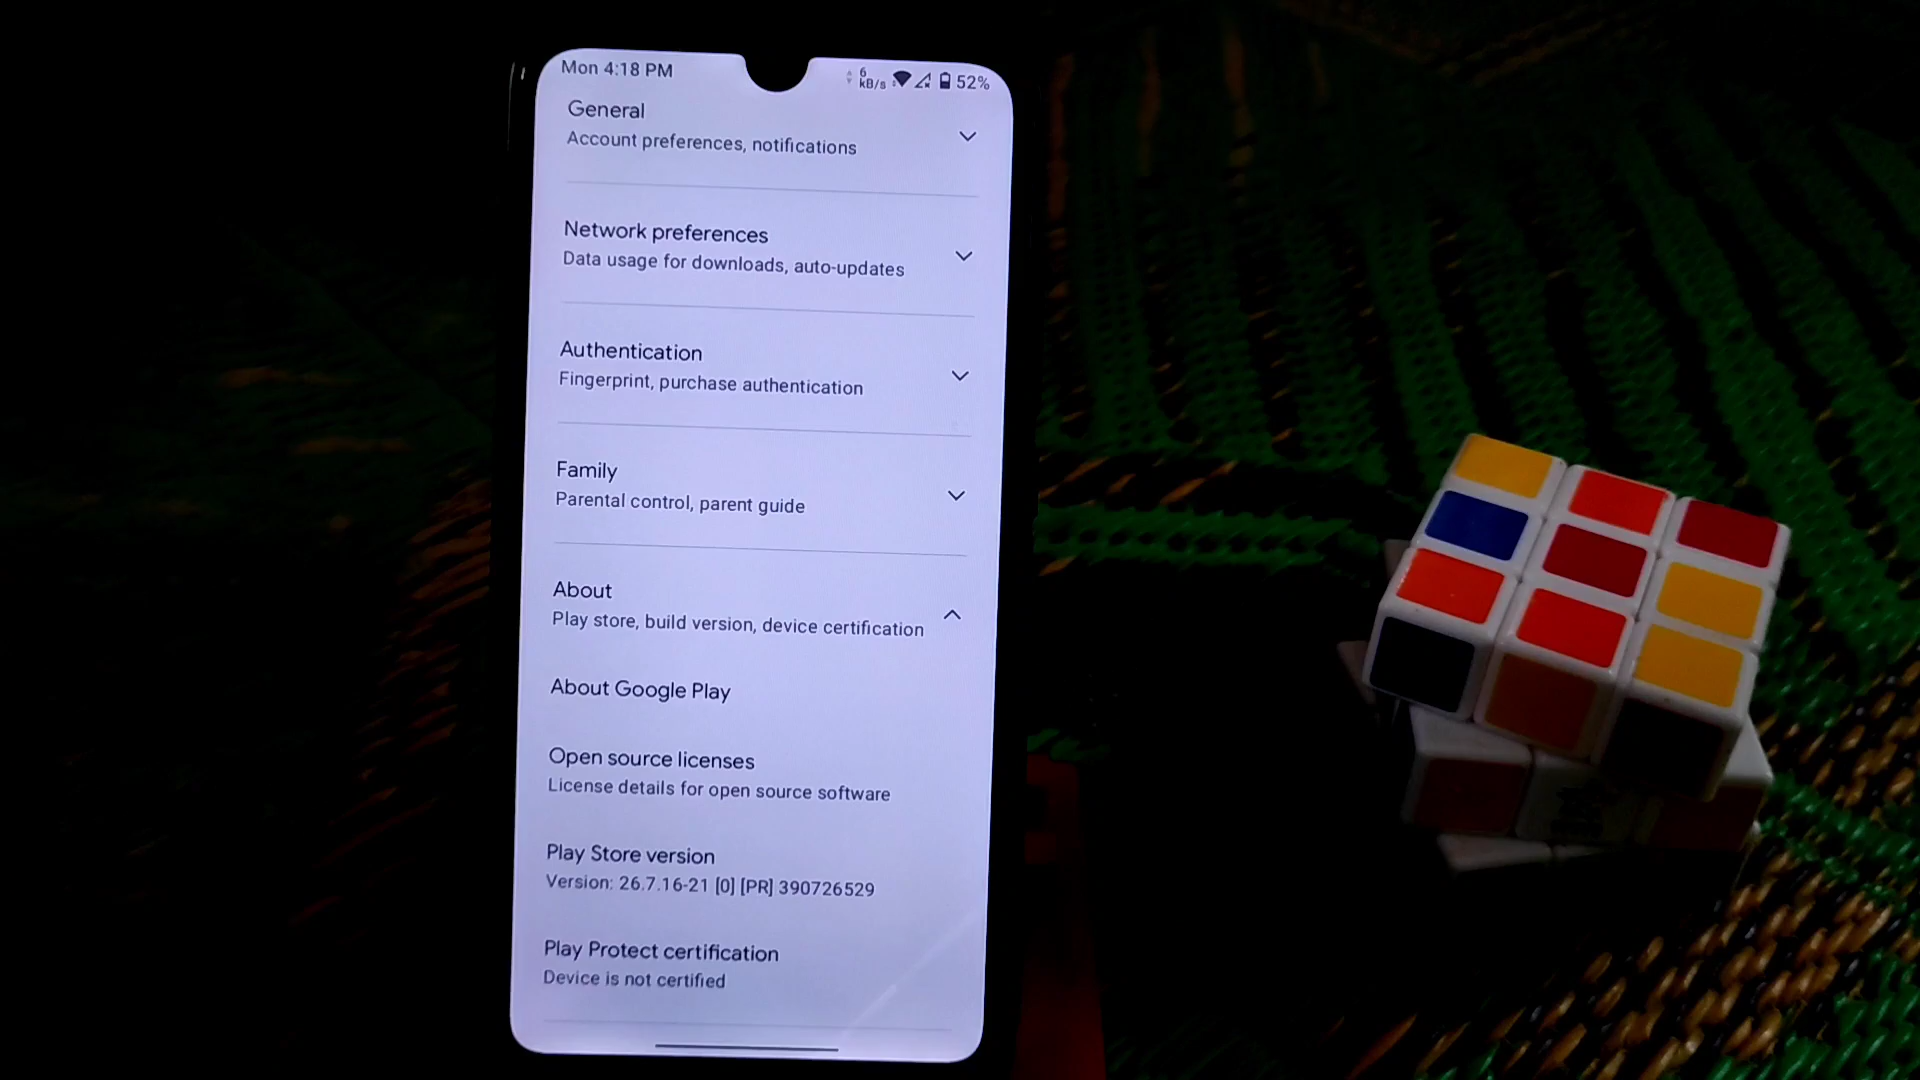 Mon 4:18 PM
6
kB/s
52%
General
Account preferences, notifications
Network preferences
Data usage for downloads, auto-updates
Authentication
Fingerprint, purchase authentication
Family
Parental control, parent guide
About
Play store, build version, device certification
About Google Play
Open source licenses
License details for open source software
Play Store version
Version: 26.7.16-21 [0] [PR] 390726529
Play Protect certification
Device is not certified